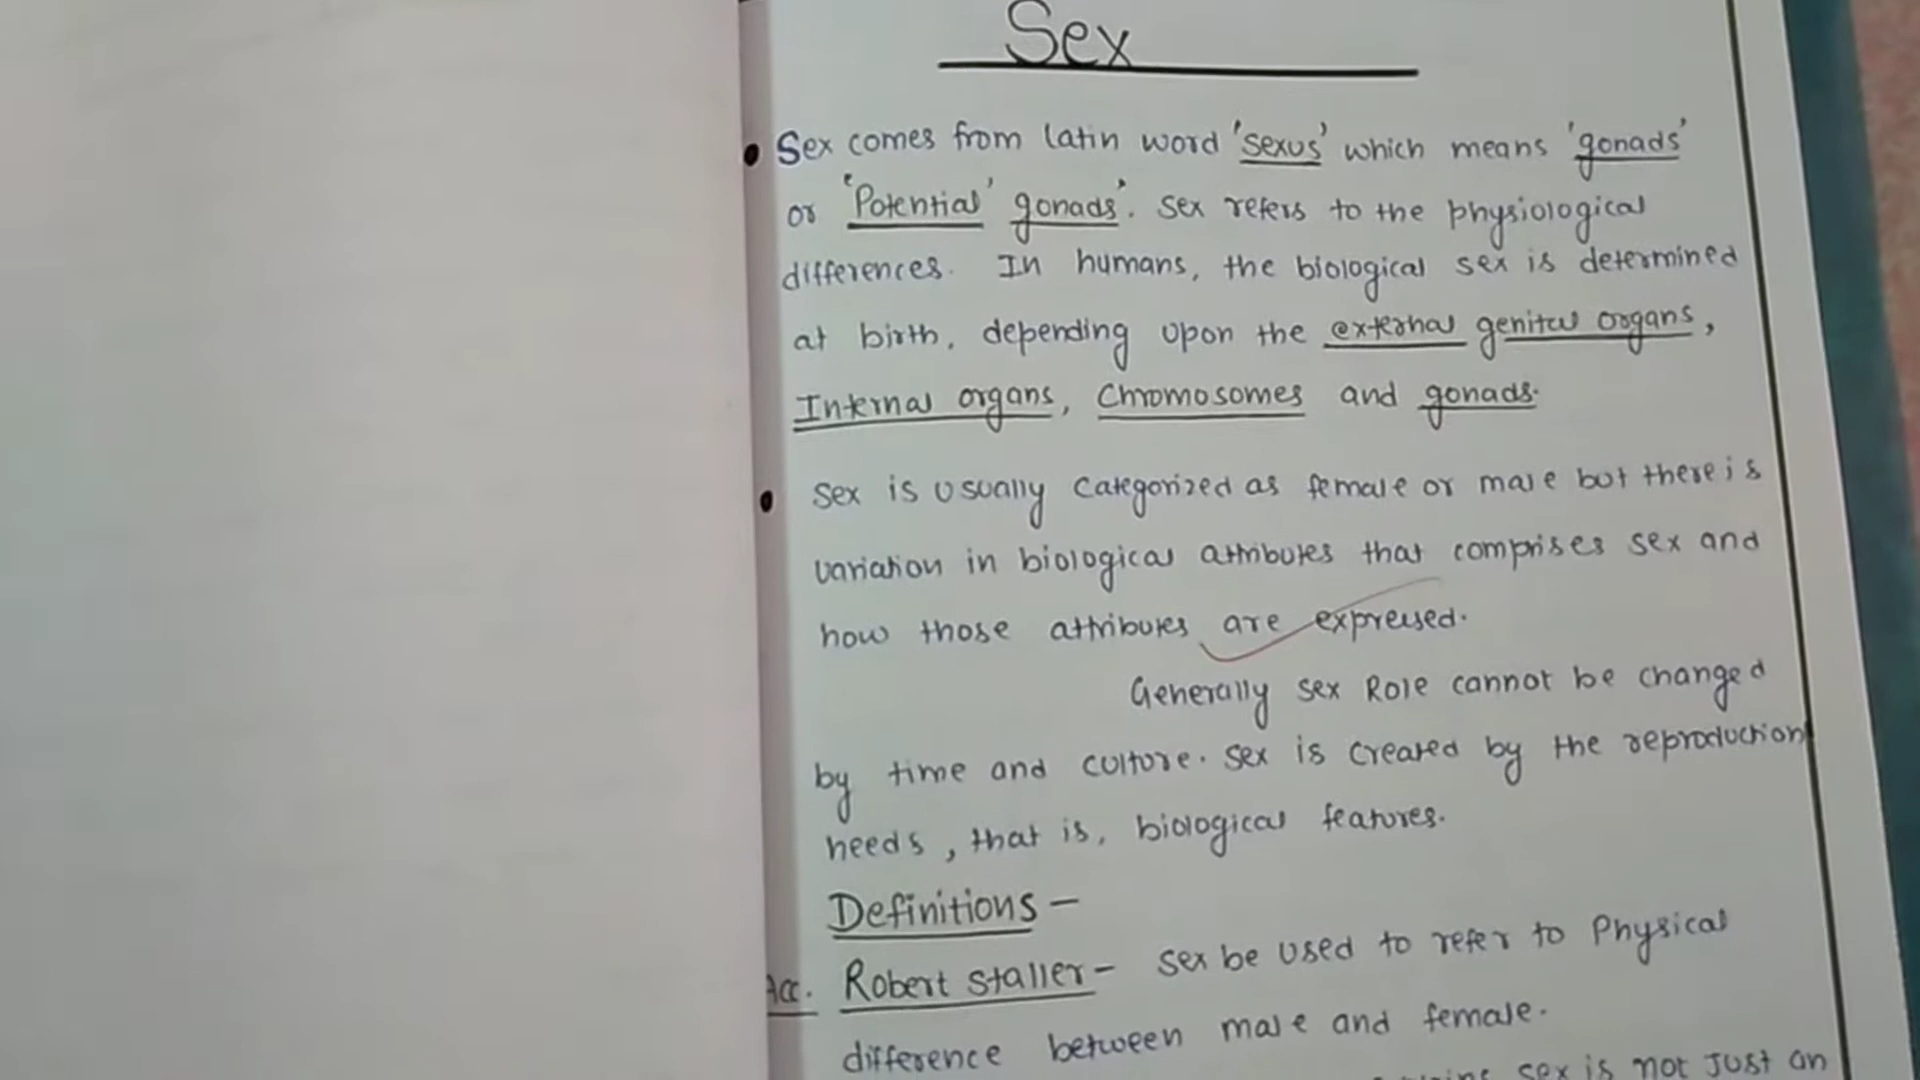 Sex
• Sex comes from latin word 'sexus' which means 'gonads'
or 'Potential' gonads'. sex refers to the physiological
differences. In humans, the biological sex is determined
at birth, depending upon the external genital organs,
Internal organs, Chromosomes and gonads.
• Sex is usually categorized as female or male but there is
variation in biological attributes that comprises sex and
how those attributes are expressed.
Generally sex Role cannot be changed
by time and culture. Sex is created by the reproduction
needs, that is, biological features.
Definitions –
Acc. Robert staller – sex be used to refer to Physical
difference between male and female.
sex is not just an